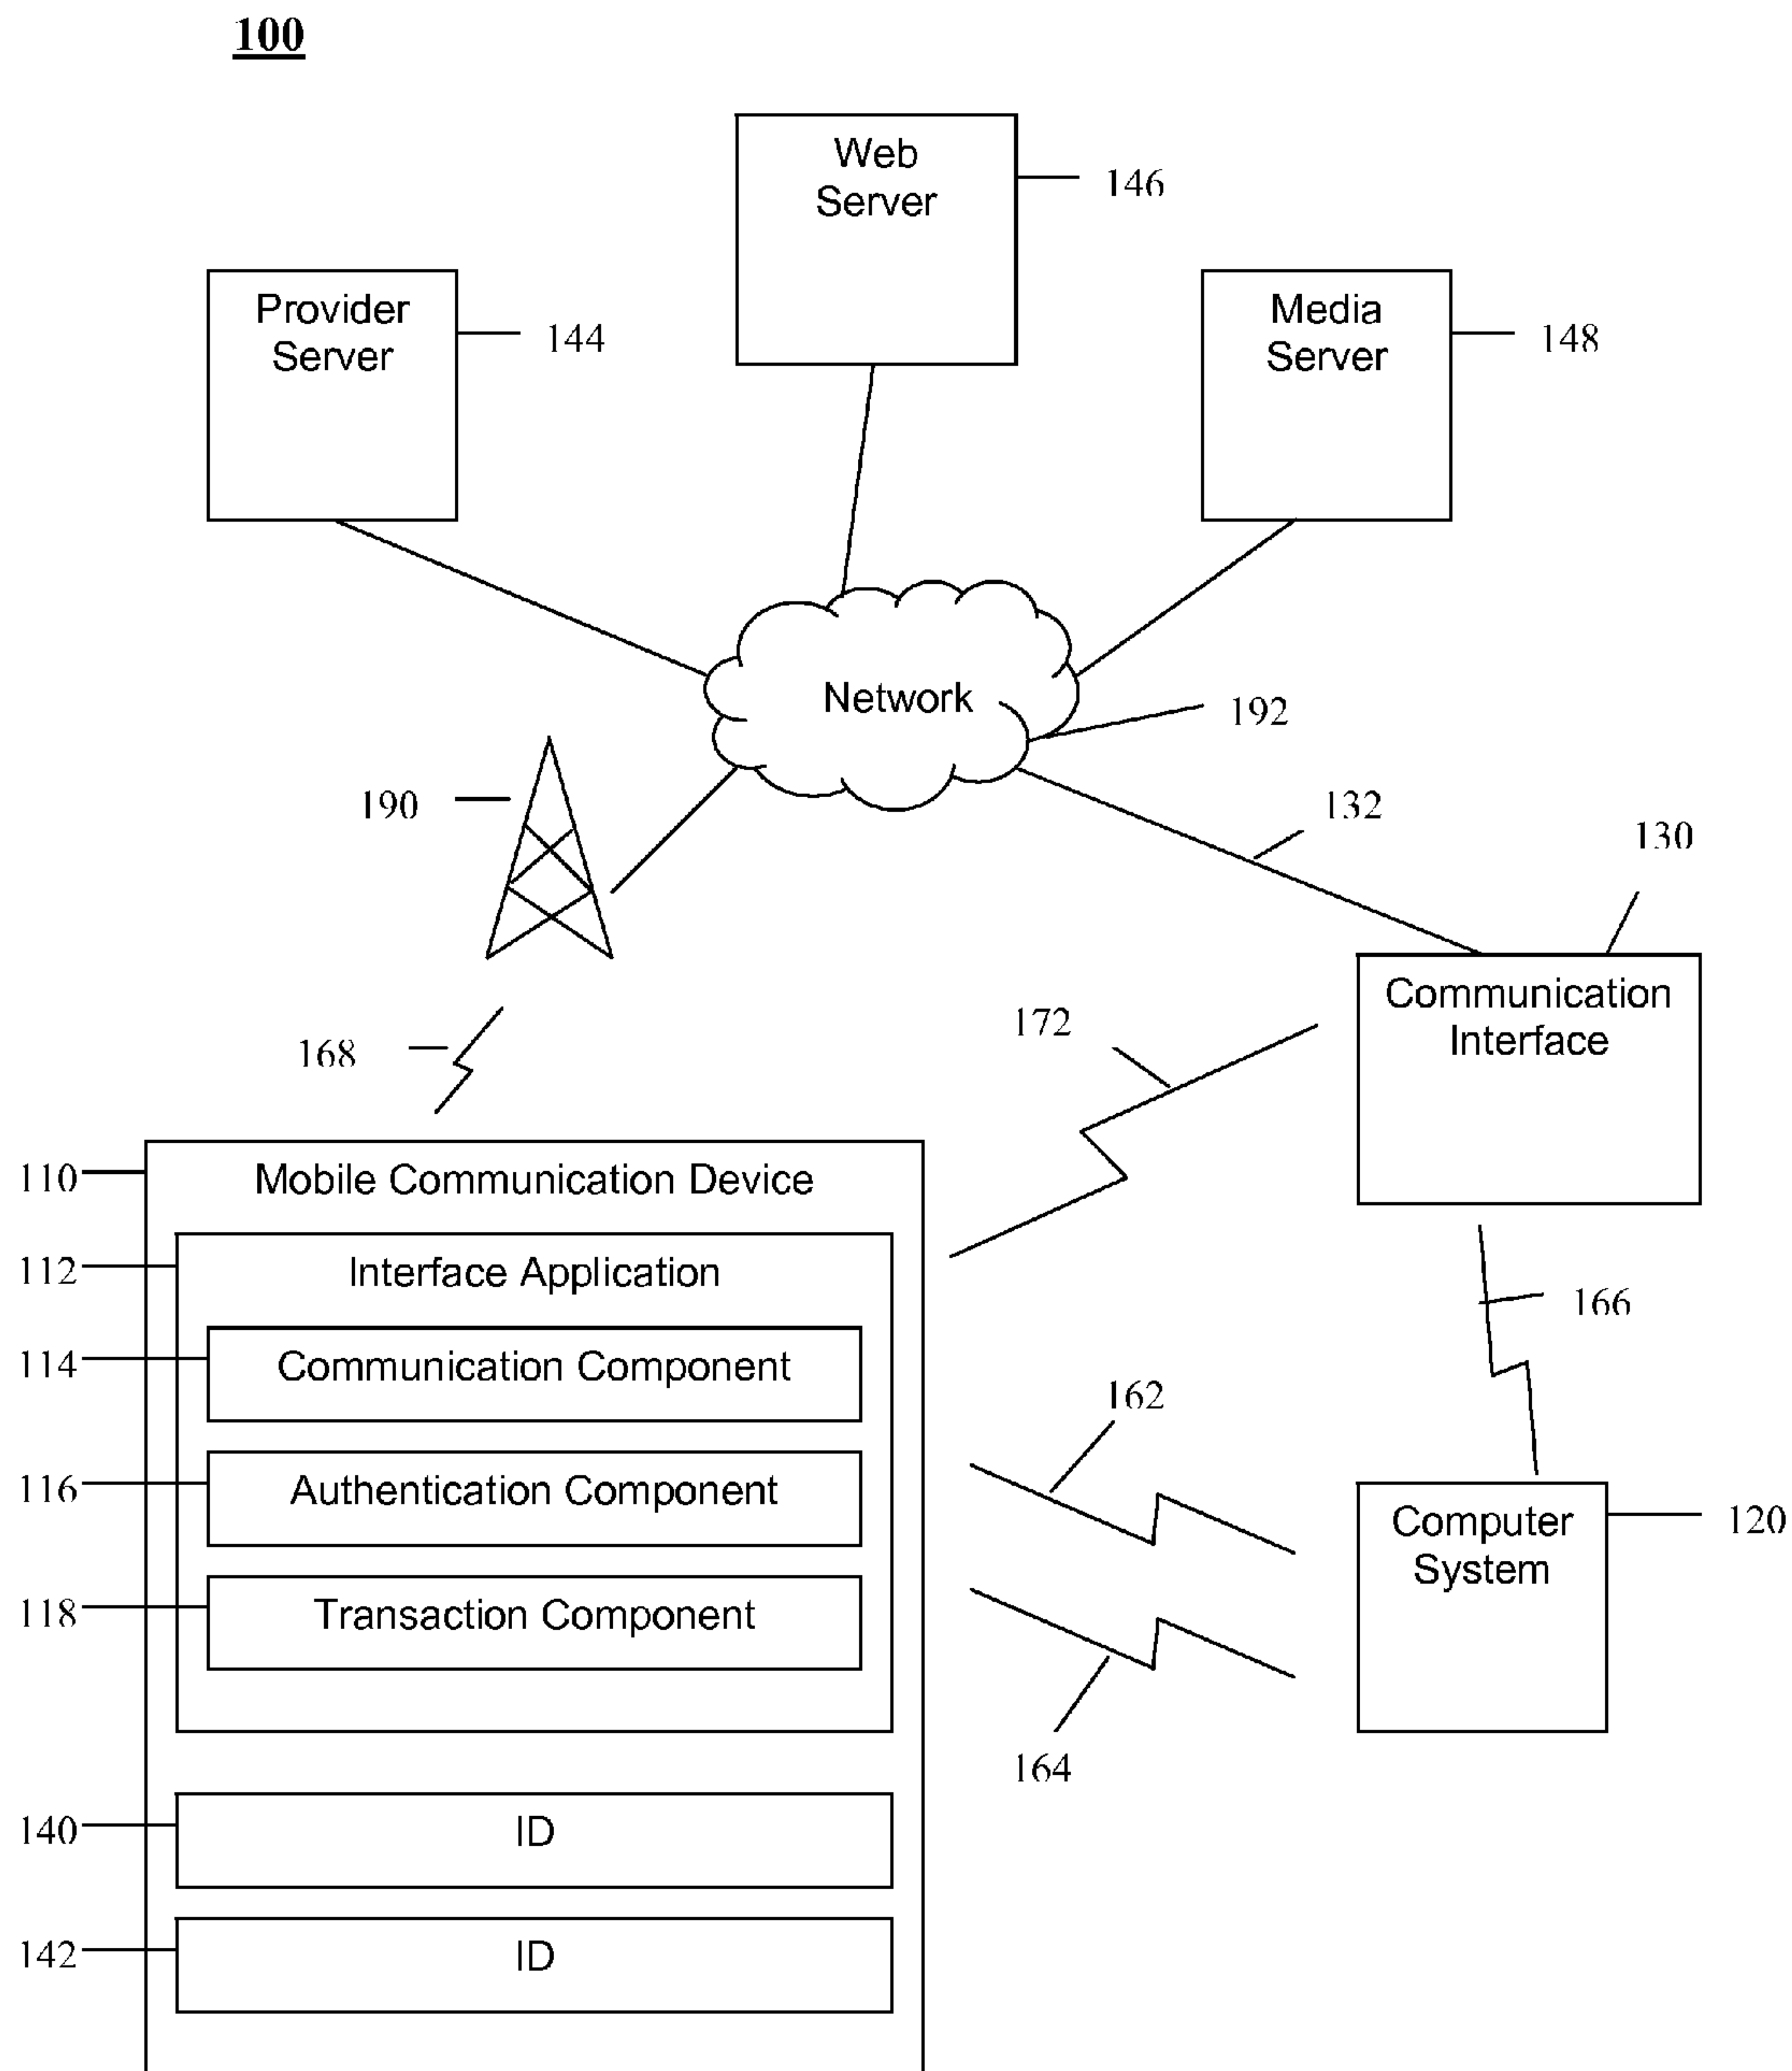 100
Web
Server
146
Provider
Server
144
Media
Server
148
Network
192
190
132
130
Communication
Interface
172
168
110
Mobile Communication Device
112
Interface Application
166
114
Communication Component
162
116
Authentication Component
Computer
System
120
118
Transaction Component
164
140
ID
142
ID